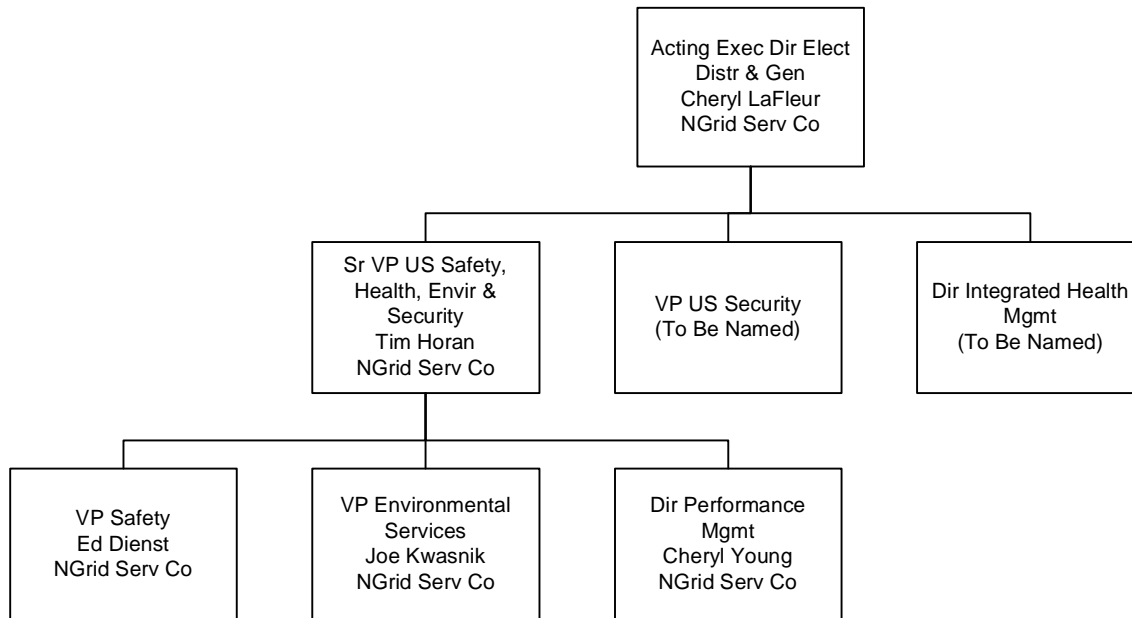 Acting Exec Dir Elect
Distr & Gen
Cheryl LaFleur
NGrid Serv Co
Sr VP US Safety,
Health, Envir &
Security
Tim Horan
NGrid Serv Co
VP US Security
(To Be Named)
Dir Integrated Health
Mgmt
(To Be Named)
VP Safety
Ed Dienst
NGrid Serv Co
VP Environmental
Services
Joe Kwasnik
NGrid Serv Co
Dir Performance
Mgmt
Cheryl Young
NGrid Serv Co